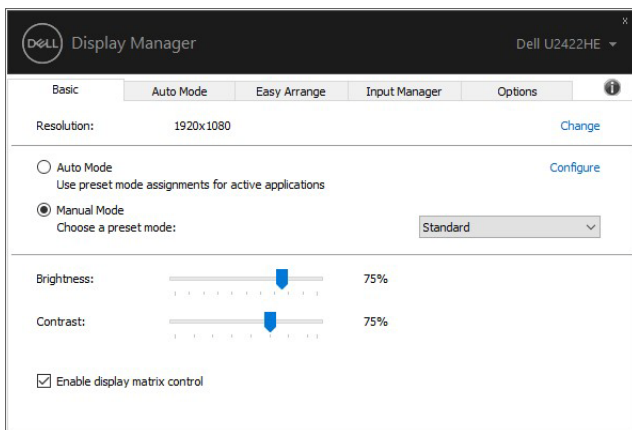 DELL Display Manager Dell U2422HE
x
Basic Auto Mode Easy Arrange Input Manager Options i
Resolution: 1920x1080 Change
Auto Mode Configure
Use preset mode assignments for active applications
Manual Mode
Choose a preset mode: Standard
Brightness: 75%
Contrast: 75%
Enable display matrix control